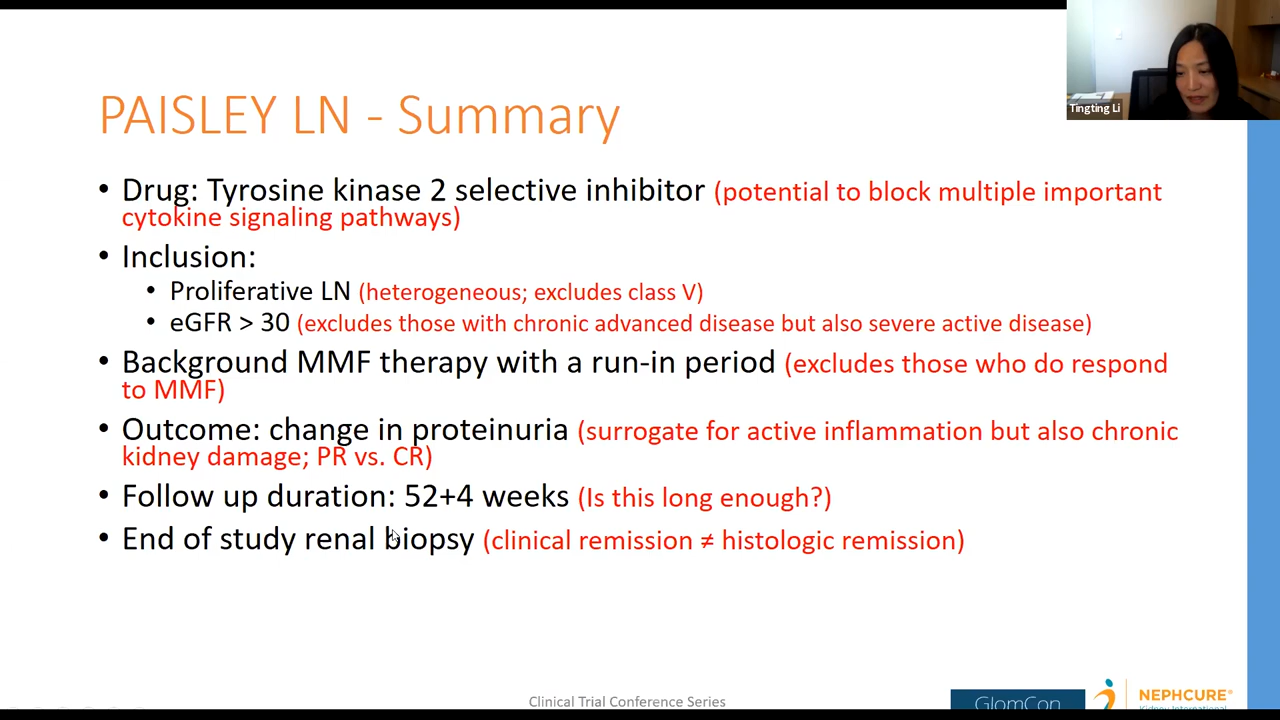 Tingting Li
PAISLEY LN - Summary
• Drug: Tyrosine kinase 2 selective inhibitor (potential to block multiple important
cytokine signaling pathways)
• Inclusion:
• Proliferative LN (heterogeneous; excludes class V)
• eGFR > 30 (excludes those with chronic advanced disease but also severe active disease)
• Background MMF therapy with a run-in period (excludes those who do respond
to MMF)
• Outcome: change in proteinuria (surrogate for active inflammation but also chronic
kidney damage; PR vs. CR)
• Follow up duration: 52+4 weeks (Is this long enough?)
• End of study renal biopsy (clinical remission ≠ histologic remission)
Clinical Trial Conference Series
GlomCon
NEPHCURE
Kidney International